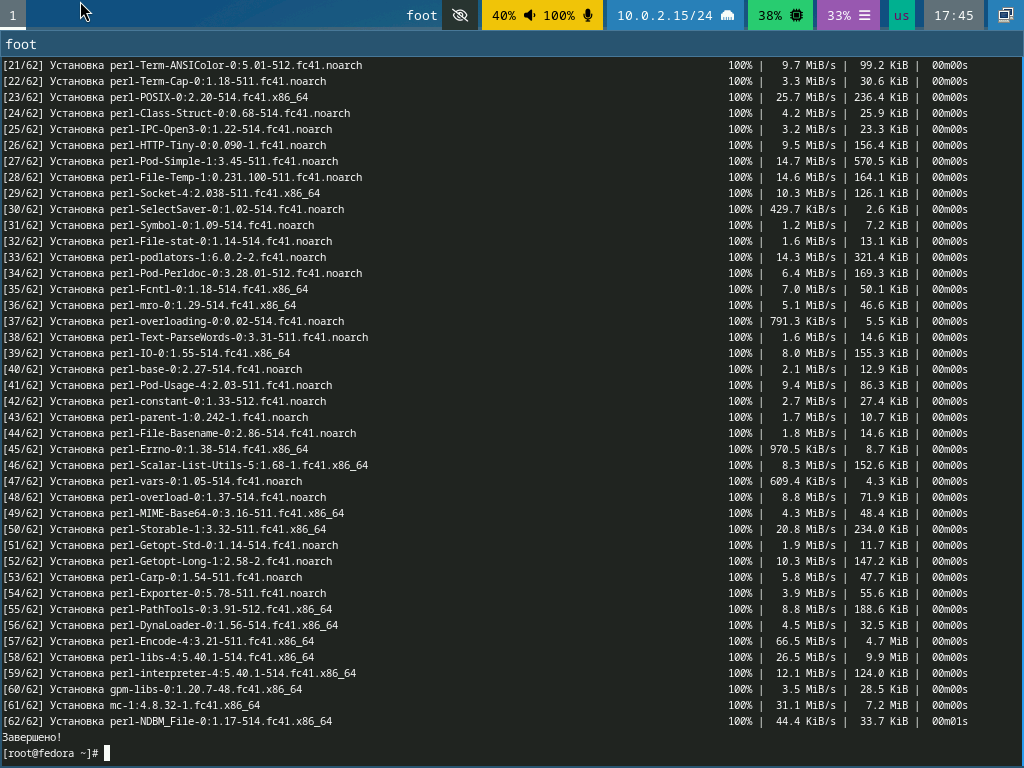 1 foot 40% 100% 10.0.2.15/24 38% 33% us 17:45
foot
[21/62] Установка perl-Term-ANSIColor-0:5.01-512.fc41.noarch 100% | 9.7 MiB/s | 99.2 KiB | 00m00s
[22/62] Установка perl-Term-Cap-0:1.18-511.fc41.noarch 100% | 3.3 MiB/s | 30.6 KiB | 00m00s
[23/62] Установка perl-POSIX-0:2.20-514.fc41.x86_64 100% | 25.7 MiB/s | 236.4 KiB | 00m00s
[24/62] Установка perl-Class-Struct-0:0.68-514.fc41.noarch 100% | 4.2 MiB/s | 25.9 KiB | 00m00s
[25/62] Установка perl-IPC-Open3-0:1.22-514.fc41.noarch 100% | 3.2 MiB/s | 23.3 KiB | 00m00s
[26/62] Установка perl-HTTP-Tiny-0:0.090-1.fc41.noarch 100% | 9.5 MiB/s | 156.4 KiB | 00m00s
[27/62] Установка perl-Pod-Simple-1:3.45-511.fc41.noarch 100% | 14.7 MiB/s | 570.5 KiB | 00m00s
[28/62] Установка perl-File-Temp-1:0.231.100-511.fc41.noarch 100% | 14.6 MiB/s | 164.1 KiB | 00m00s
[29/62] Установка perl-Socket-4:2.038-511.fc41.x86_64 100% | 10.3 MiB/s | 126.1 KiB | 00m00s
[30/62] Установка perl-SelectSaver-0:1.02-514.fc41.noarch 100% | 429.7 KiB/s | 2.6 KiB | 00m00s
[31/62] Установка perl-Symbol-0:1.09-514.fc41.noarch 100% | 1.2 MiB/s | 7.2 KiB | 00m00s
[32/62] Установка perl-File-stat-0:1.14-514.fc41.noarch 100% | 1.6 MiB/s | 13.1 KiB | 00m00s
[33/62] Установка perl-podlators-1:6.0.2-2.fc41.noarch 100% | 14.3 MiB/s | 321.4 KiB | 00m00s
[34/62] Установка perl-Pod-Perldoc-0:3.28.01-512.fc41.noarch 100% | 6.4 MiB/s | 169.3 KiB | 00m00s
[35/62] Установка perl-Fcntl-0:1.18-514.fc41.x86_64 100% | 7.0 MiB/s | 50.1 KiB | 00m00s
[36/62] Установка perl-mro-0:1.29-514.fc41.x86_64 100% | 5.1 MiB/s | 46.6 KiB | 00m00s
[37/62] Установка perl-overloading-0:0.02-514.fc41.noarch 100% | 791.3 KiB/s | 5.5 KiB | 00m00s
[38/62] Установка perl-Text-ParseWords-0:3.31-511.fc41.noarch 100% | 1.6 MiB/s | 14.6 KiB | 00m00s
[39/62] Установка perl-IO-0:1.55-514.fc41.x86_64 100% | 8.0 MiB/s | 155.3 KiB | 00m00s
[40/62] Установка perl-base-0:2.27-514.fc41.noarch 100% | 2.1 MiB/s | 12.9 KiB | 00m00s
[41/62] Установка perl-Pod-Usage-4:2.03-511.fc41.noarch 100% | 9.4 MiB/s | 86.3 KiB | 00m00s
[42/62] Установка perl-constant-0:1.33-512.fc41.noarch 100% | 2.7 MiB/s | 27.4 KiB | 00m00s
[43/62] Установка perl-parent-1:0.242-1.fc41.noarch 100% | 1.7 MiB/s | 10.7 KiB | 00m00s
[44/62] Установка perl-File-Basename-0:2.86-514.fc41.noarch 100% | 1.8 MiB/s | 14.6 KiB | 00m00s
[45/62] Установка perl-Errno-0:1.38-514.fc41.x86_64 100% | 970.5 KiB/s | 8.7 KiB | 00m00s
[46/62] Установка perl-Scalar-List-Utils-5:1.68-1.fc41.x86_64 100% | 8.3 MiB/s | 152.6 KiB | 00m00s
[47/62] Установка perl-vars-0:1.05-514.fc41.noarch 100% | 609.4 KiB/s | 4.3 KiB | 00m00s
[48/62] Установка perl-overload-0:1.37-514.fc41.noarch 100% | 8.8 MiB/s | 71.9 KiB | 00m00s
[49/62] Установка perl-MIME-Base64-0:3.16-511.fc41.x86_64 100% | 4.3 MiB/s | 48.4 KiB | 00m00s
[50/62] Установка perl-Storable-1:3.32-511.fc41.x86_64 100% | 20.8 MiB/s | 234.0 KiB | 00m00s
[51/62] Установка perl-Getopt-Std-0:1.14-514.fc41.noarch 100% | 1.9 MiB/s | 11.7 KiB | 00m00s
[52/62] Установка perl-Getopt-Long-1:2.58-2.fc41.noarch 100% | 10.3 MiB/s | 147.2 KiB | 00m00s
[53/62] Установка perl-Carp-0:1.54-511.fc41.noarch 100% | 5.8 MiB/s | 47.7 KiB | 00m00s
[54/62] Установка perl-Exporter-0:5.78-511.fc41.noarch 100% | 3.9 MiB/s | 55.6 KiB | 00m00s
[55/62] Установка perl-PathTools-0:3.91-512.fc41.x86_64 100% | 8.8 MiB/s | 188.6 KiB | 00m00s
[56/62] Установка perl-DynaLoader-0:1.56-514.fc41.x86_64 100% | 4.5 MiB/s | 32.5 KiB | 00m00s
[57/62] Установка perl-Encode-4:3.21-511.fc41.x86_64 100% | 66.5 MiB/s | 4.7 MiB | 00m00s
[58/62] Установка perl-libs-4:5.40.1-514.fc41.x86_64 100% | 26.5 MiB/s | 9.9 MiB | 00m00s
[59/62] Установка perl-interpreter-4:5.40.1-514.fc41.x86_64 100% | 12.1 MiB/s | 124.0 KiB | 00m00s
[60/62] Установка gpm-libs-0:1.20.7-48.fc41.x86_64 100% | 3.5 MiB/s | 28.5 KiB | 00m00s
[61/62] Установка mc-1:4.8.32-1.fc41.x86_64 100% | 31.1 MiB/s | 7.2 MiB | 00m00s
[62/62] Установка perl-NDBM_File-0:1.17-514.fc41.x86_64 100% | 44.4 KiB/s | 33.7 KiB | 00m01s
Завершено!
[root@fedora ~]#